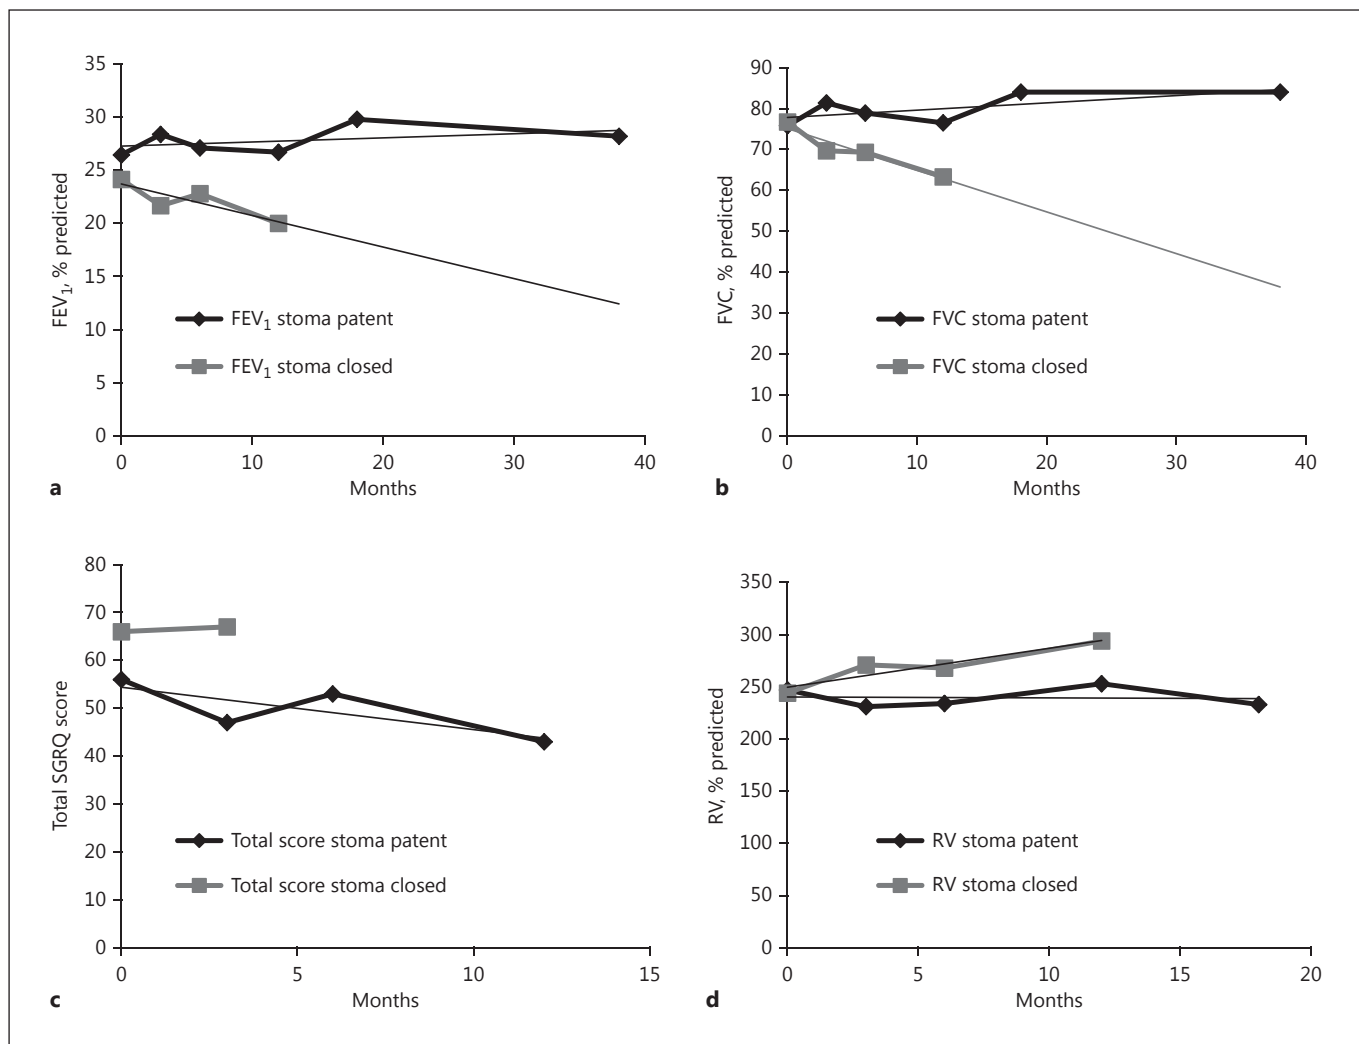 35
30
25
20
15
10
5
0
0 10 20 30 40
FEV1, % predicted
Months
FEV1 stoma patent
FEV1 stoma closed
a
90
80
70
60
50
40
30
20
10
0
0 10 20 30 40
FVC, % predicted
Months
FVC stoma patent
FVC stoma closed
b
80
70
60
50
40
30
20
10
0
0 5 10 15
Total SGRQ score
Months
Total score stoma patent
Total score stoma closed
c
350
300
250
200
150
100
50
0
0 5 10 15 20
RV, % predicted
Months
RV stoma patent
RV stoma closed
d